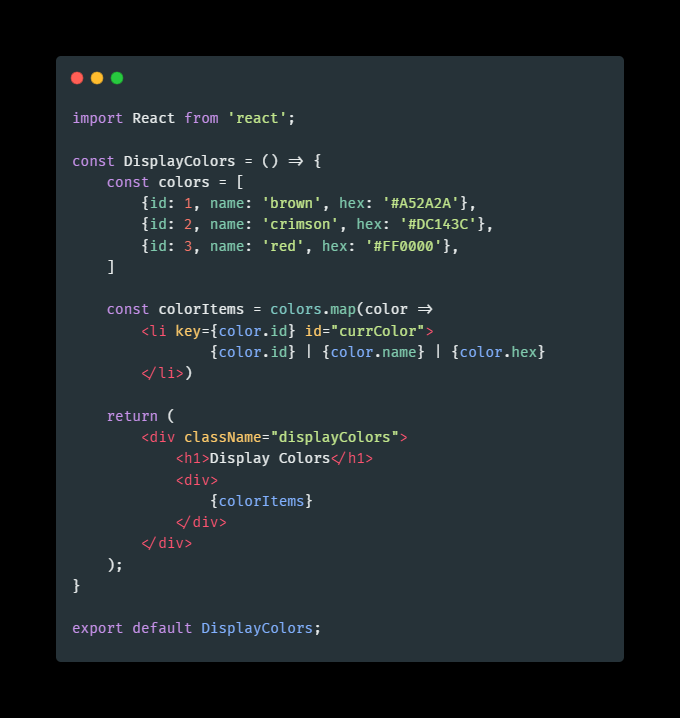 import React from 'react';

const DisplayColors = () => {
    const colors = [
        {id: 1, name: 'brown', hex: '#A52A2A'},
        {id: 2, name: 'crimson', hex: '#DC143C'},
        {id: 3, name: 'red', hex: '#FF0000'},
    ]

    const colorItems = colors.map(color =>
        <li key={color.id} id="currColor">
                {color.id} | {color.name} | {color.hex}
        </li>)

    return (
        <div className="displayColors">
            <h1>Display Colors</h1>
            <div>
                {colorItems}
            </div>
        </div>
    );
}

export default DisplayColors;